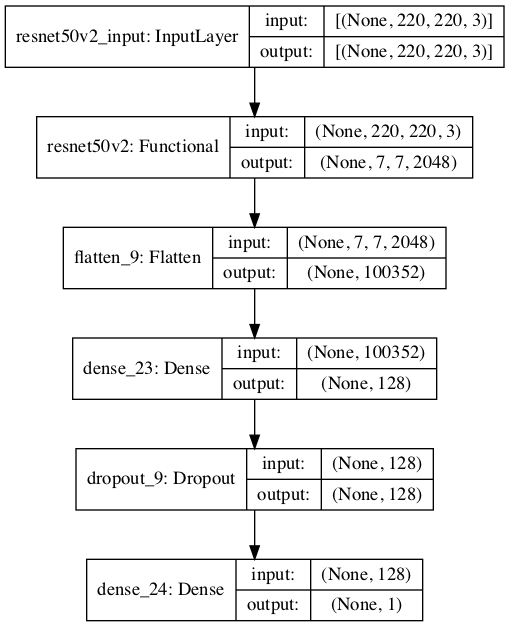 resnet50v2_input: InputLayer
input:
[(None, 220, 220, 3)]
output:
[(None, 220, 220, 3)]
resnet50v2: Functional
input:
(None, 220, 220, 3)
output:
(None, 7, 7, 2048)
flatten_9: Flatten
input:
(None, 7, 7, 2048)
output:
(None, 100352)
dense_23: Dense
input:
(None, 100352)
output:
(None, 128)
dropout_9: Dropout
input:
(None, 128)
output:
(None, 128)
dense_24: Dense
input:
(None, 128)
output:
(None, 1)